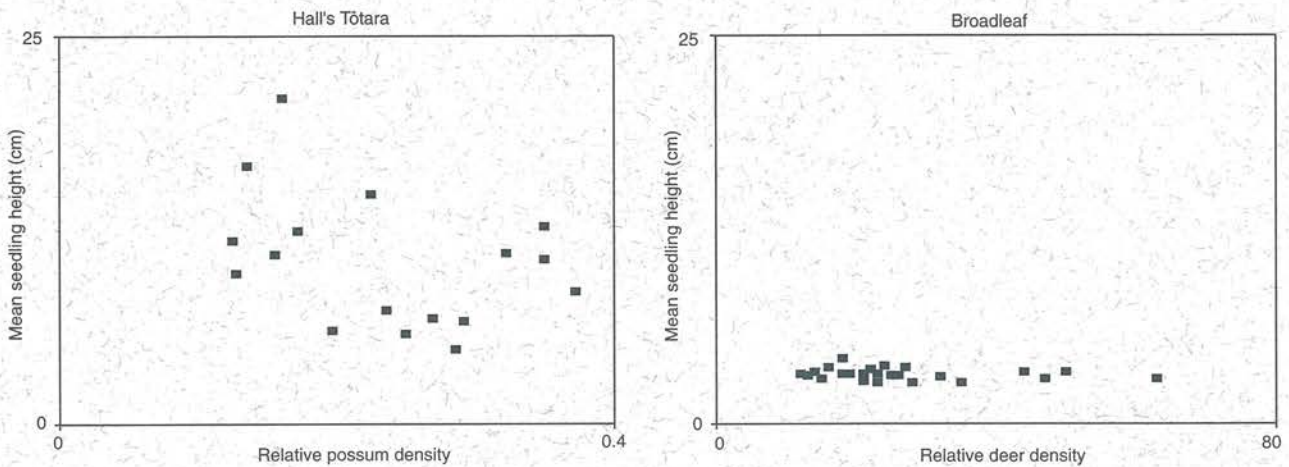 Hall's Tōtara
25
Mean seedling height (cm)
0
0
0.4
Relative possum density
Broadleaf
25
Mean seedling height (cm)
0
0
80
Relative deer density